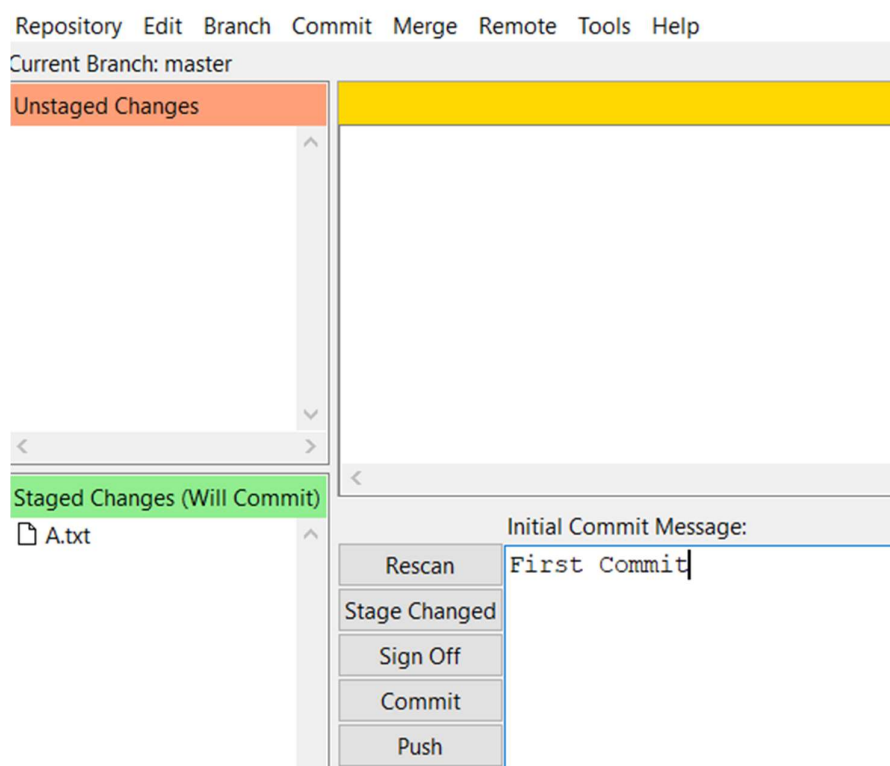 Repository Edit Branch Commit Merge Remote Tools Help
Current Branch: master
Unstaged Changes
Staged Changes (Will Commit)
A.txt
Initial Commit Message:
First Commit
Rescan
Stage Changed
Sign Off
Commit
Push